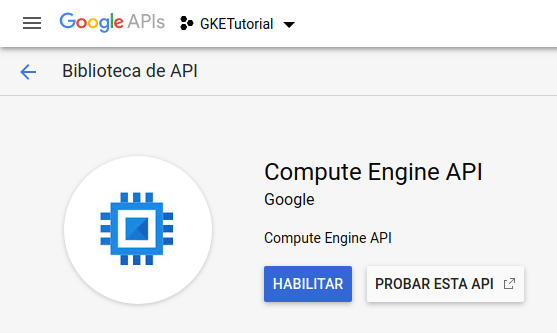 Google APIs GKETutorial
Biblioteca de API
Compute Engine API
Google
Compute Engine API
HABILITAR PROBAR ESTA API